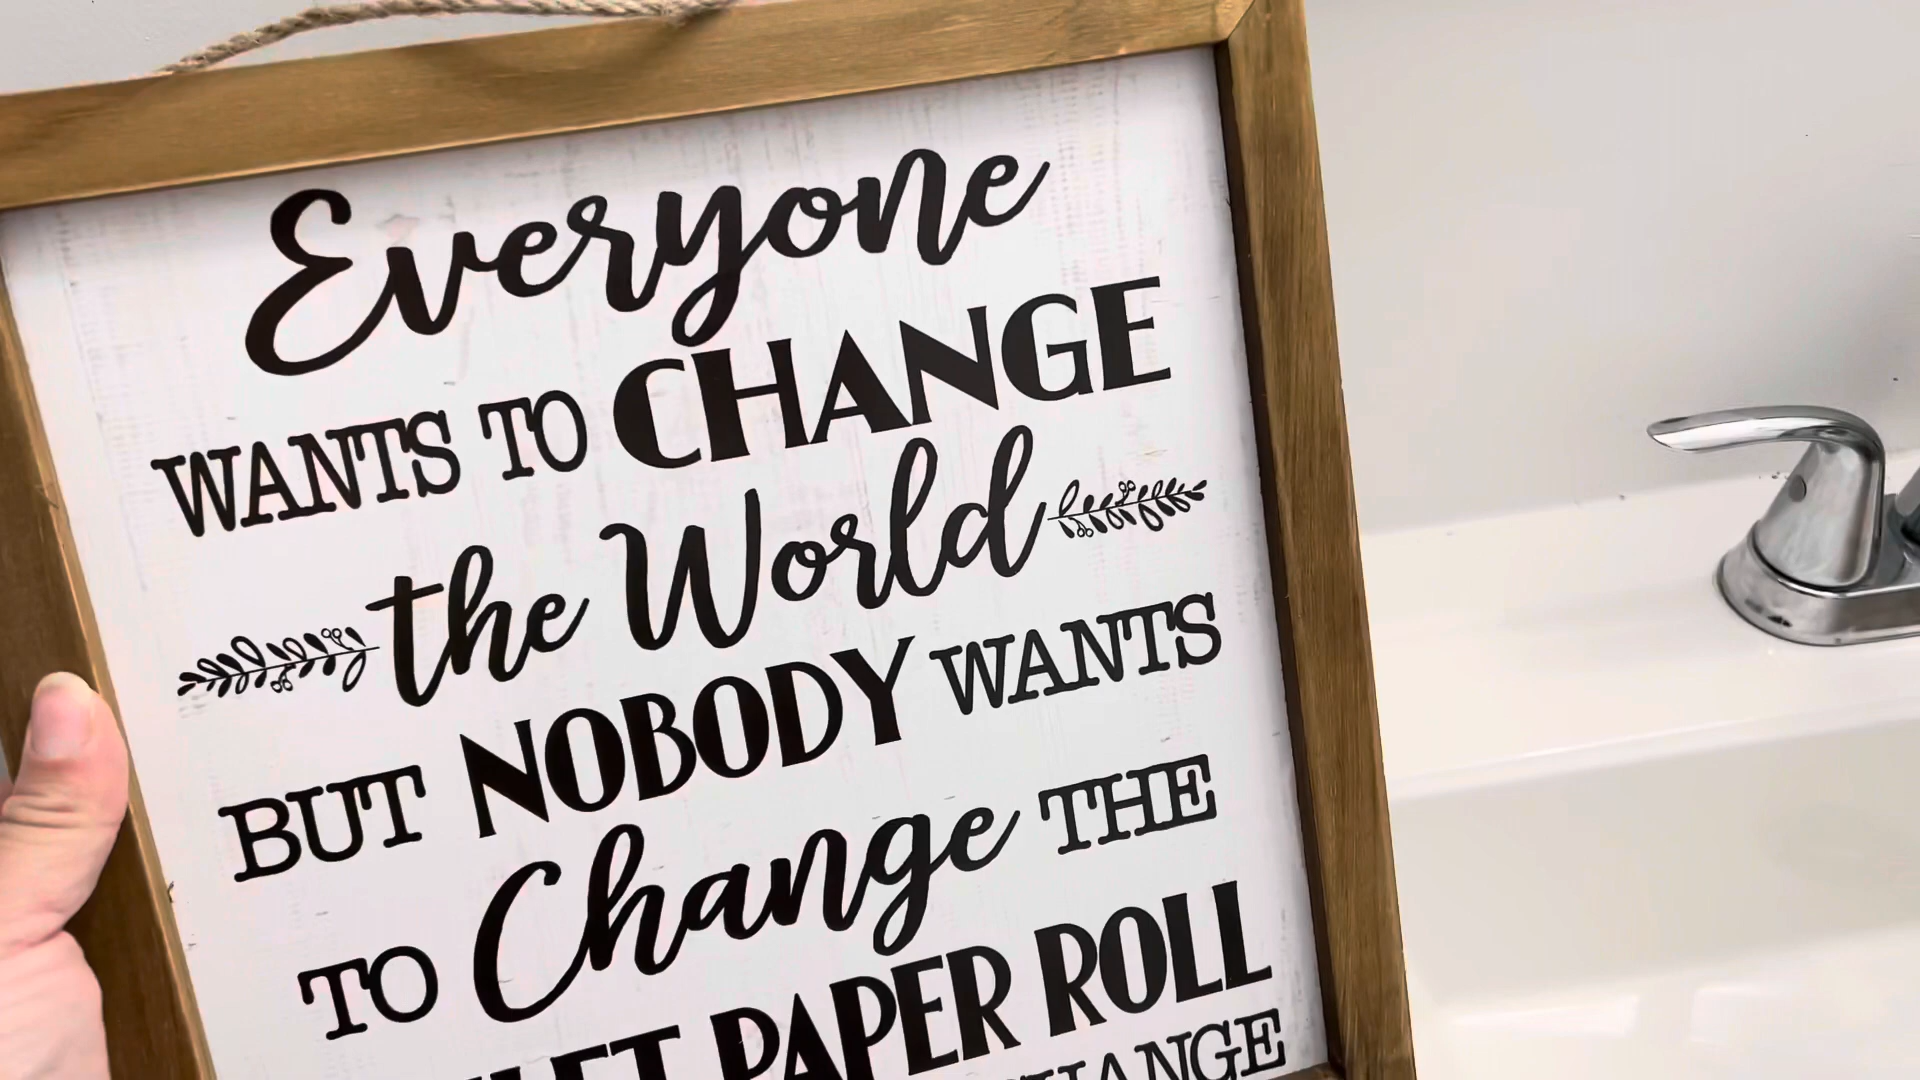 Everyone
WANTS TO CHANGE
the World
BUT NOBODY WANTS
TO Change THE
PAPER ROLL